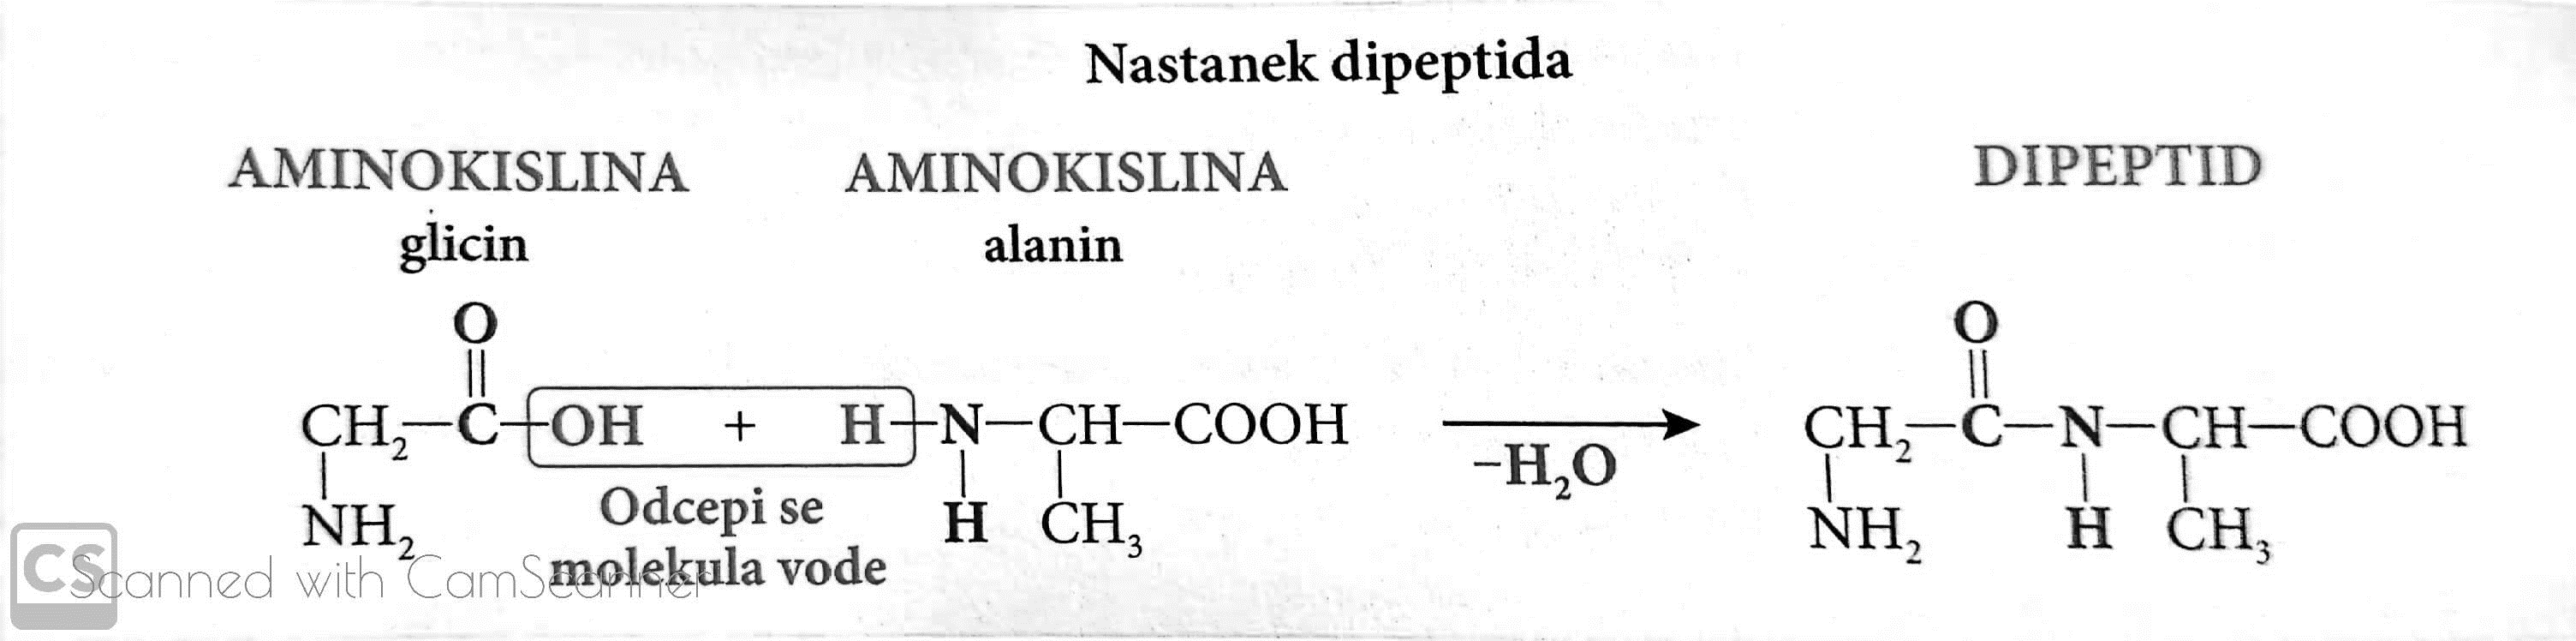 Nastanek dipeptida
AMINOKISLINA AMINOKISLINA DIPEPTID
glicin alanin
O O
CH₂—C—OH + H—N—CH—COOH —H₂O CH₂—C—N—CH—COOH
NH₂ H CH₃ NH₂ H CH₃
Odcepi se
molekula vode
CS Scanned with CamScanner